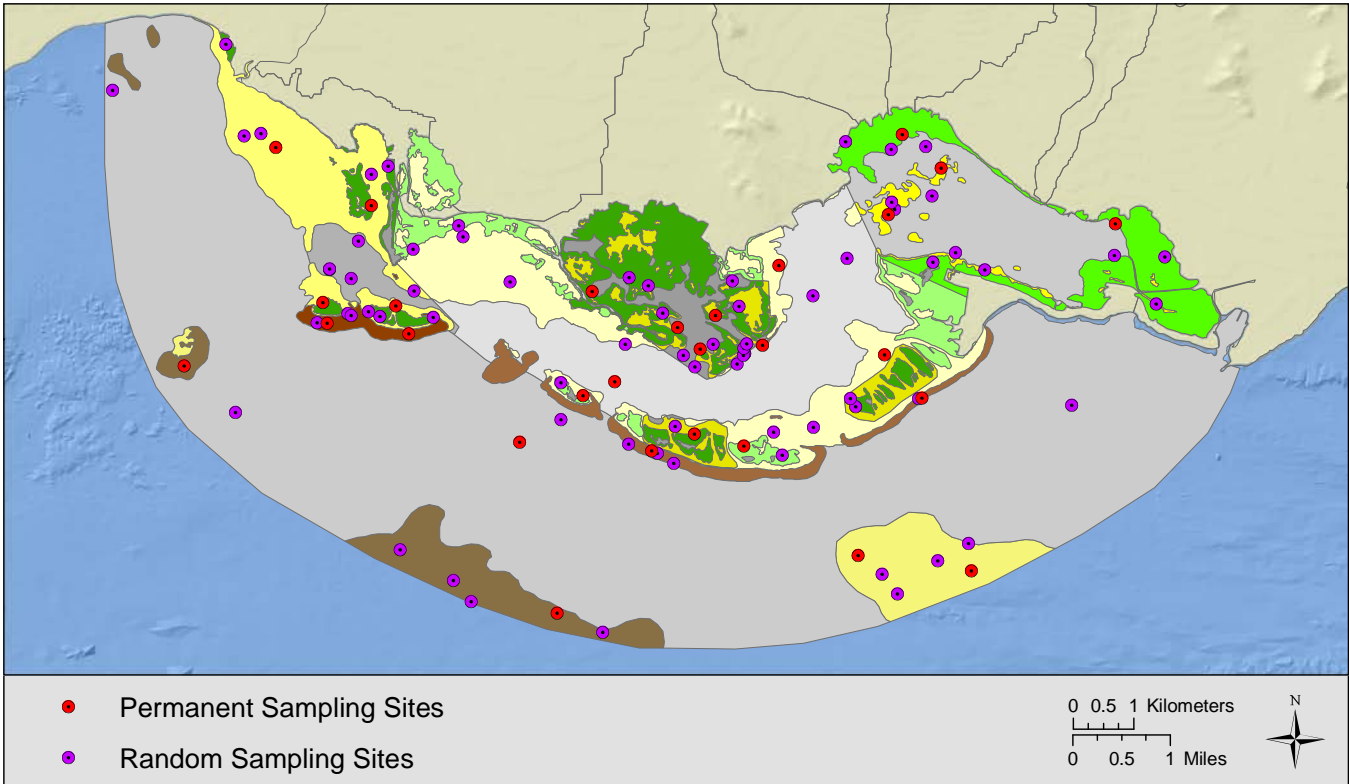 Permanent Sampling Sites
Random Sampling Sites
0 0.5 1 Kilometers
0 0.5 1 Miles
N